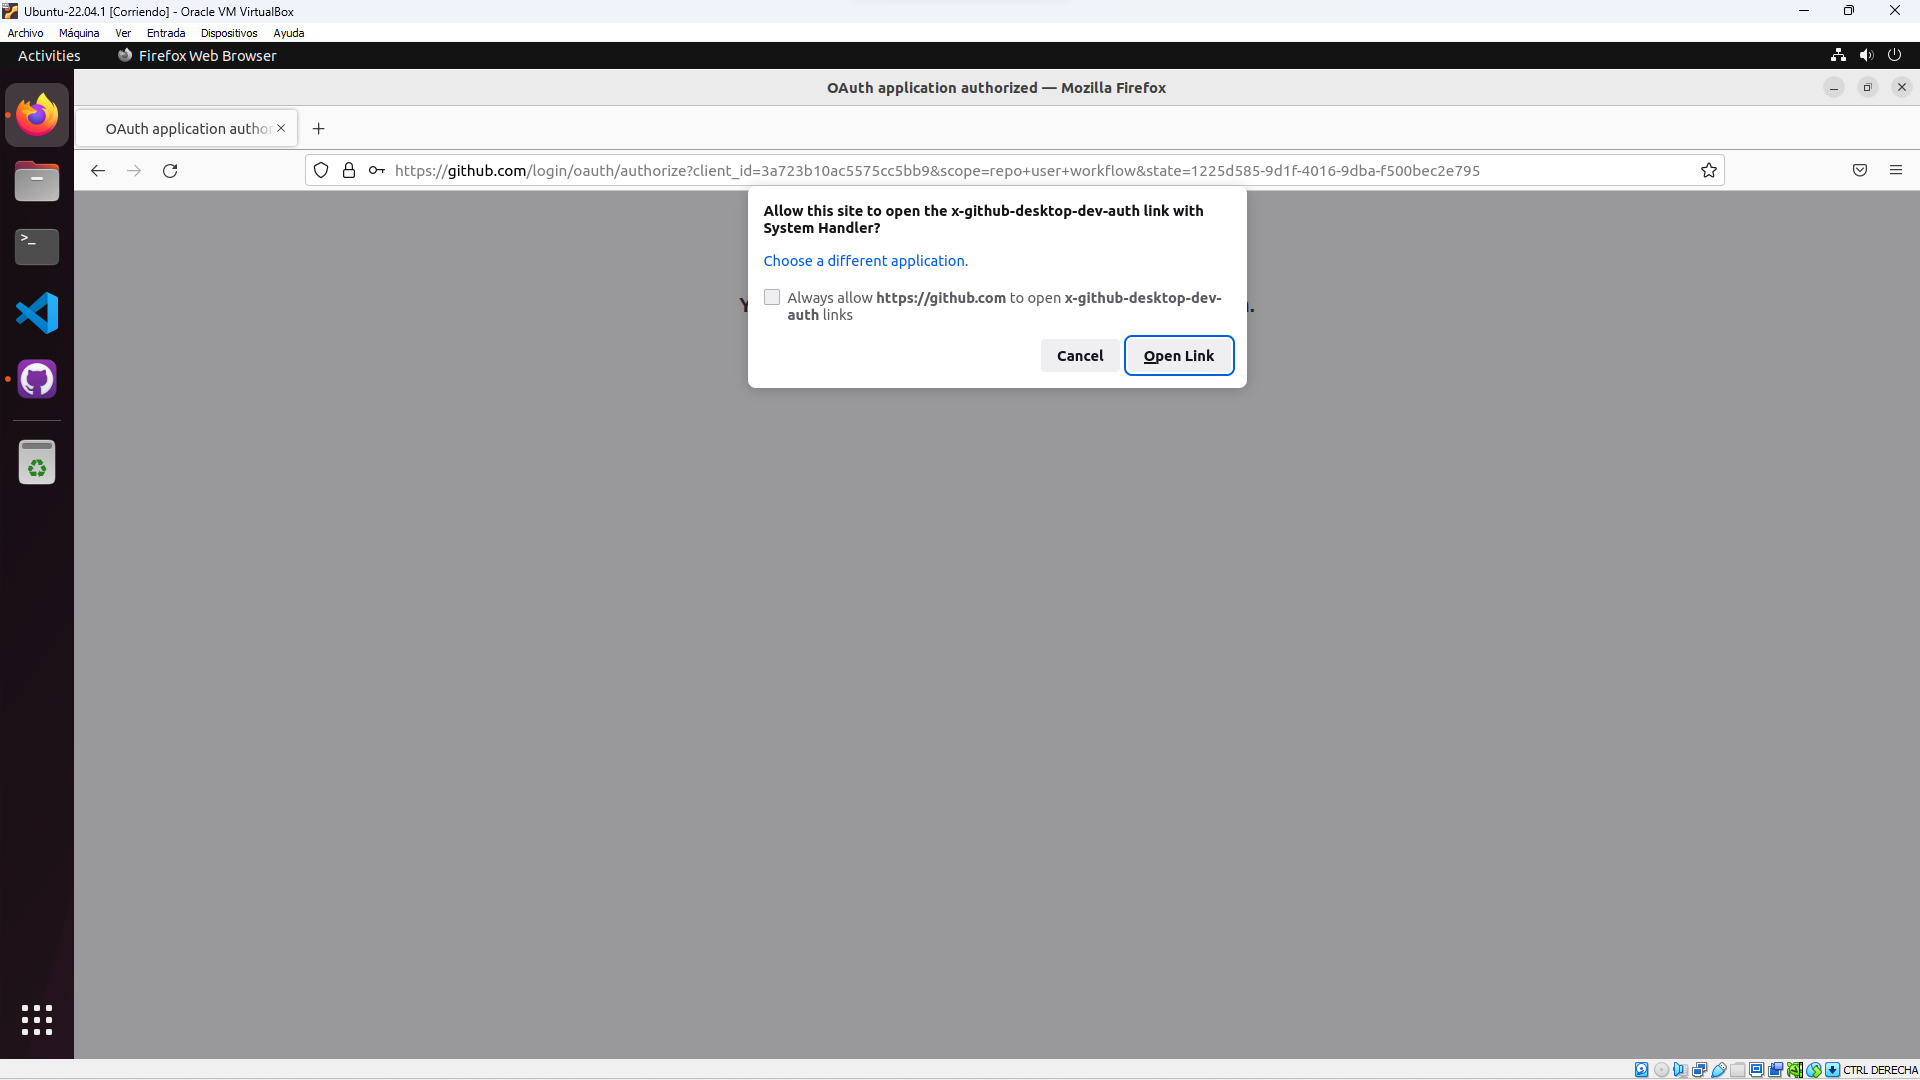 Ubuntu-22.04.1 [Corriendo] - Oracle VM VirtualBox
Archivo Máquina Ver Entrada Dispositivos Ayuda
Activities Firefox Web Browser
OAuth application authorized — Mozilla Firefox
OAuth application author
https://github.com/login/oauth/authorize?client_id=3a723b10ac5575cc5bb9&scope=repo+user+workflow&state=1225d585-9d1f-4016-9dba-f500bec2e795
Allow this site to open the x-github-desktop-dev-auth link with
System Handler?
Choose a different application.
Always allow https://github.com to open x-github-desktop-dev-
auth links
Cancel Open Link
CTRL DERECHA